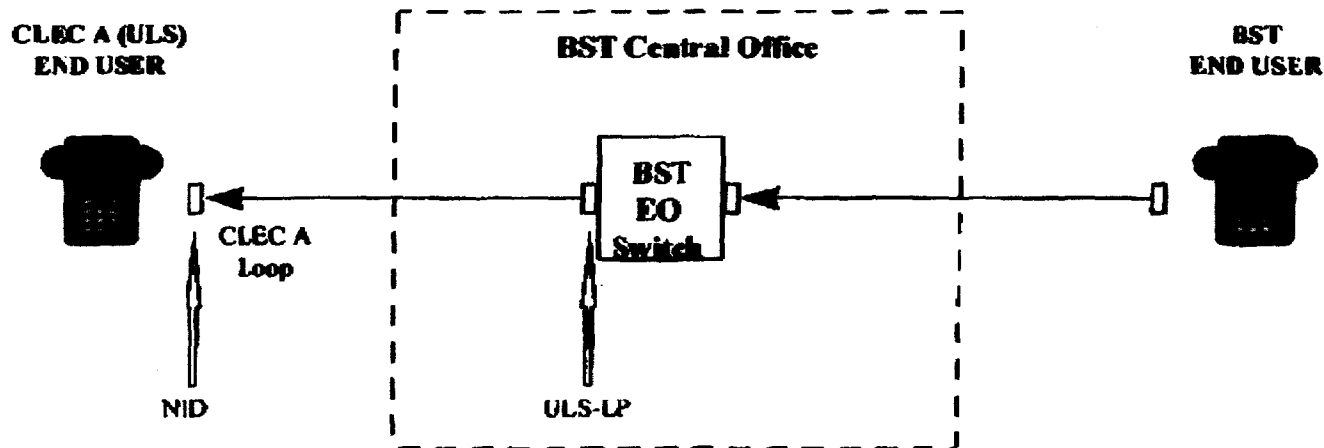 CLEC A (ULS)
END USER
BST Central Office
BST
END USER
BST
EO
Switch
CLEC A
Loop
NID
ULS-LP